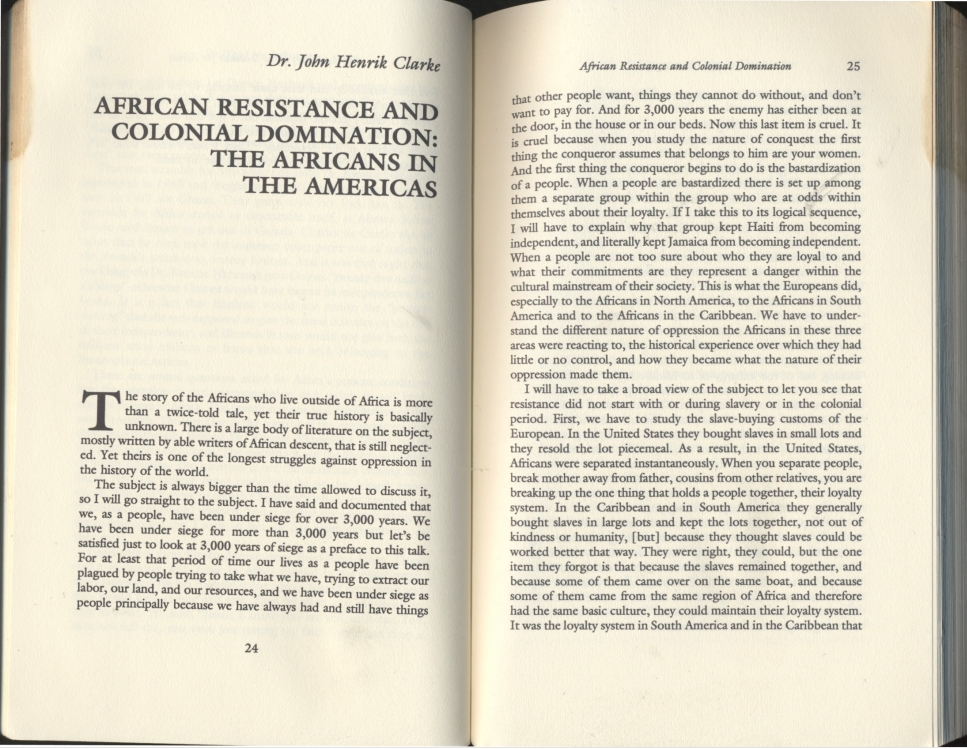 Dr. John Henrik Clarke
AFRICAN RESISTANCE AND
COLONIAL DOMINATION:
THE AFRICANS IN
THE AMERICAS
The story of the Africans who live outside of Africa is more
than a twice-told tale, yet their true history is basically
unknown. There is a large body of literature on the subject,
mostly written by able writers of African descent, that is still neglect-
ed. Yet theirs is one of the longest struggles against oppression in
the history of the world.
The subject is always bigger than the time allowed to discuss it,
so I will go straight to the subject. I have said and documented that
we, as a people, have been under siege for over 3,000 years. We
have been under siege for more than 3,000 years but let's be
satisfied just to look at 3,000 years of siege as a preface to this talk.
For at least that period of time our lives as a people have been
plagued by people trying to take what we have, trying to extract our
labor, our land, and our resources, and we have been under siege as
people principally because we have always had and still have things
24
African Resistance and Colonial Domination 25
that other people want, things they cannot do without, and don't
want to pay for. And for 3,000 years the enemy has either been at
the door, in the house or in our beds. Now this last item is cruel. It
is cruel because when you study the nature of conquest the first
thing the conqueror assumes that belongs to him are your women.
And the first thing the conqueror begins to do is the bastardization
of a people. When a people are bastardized there is set up among
them a separate group within the group who are at odds within
themselves about their loyalty. If I take this to its logical sequence,
I will have to explain why that group kept Haiti from becoming
independent, and literally kept Jamaica from becoming independent.
When a people are not too sure about who they are loyal to and
what their commitments are they represent a danger within the
cultural mainstream of their society. This is what the Europeans did,
especially to the Africans in North America, to the Africans in South
America and to the Africans in the Caribbean. We have to under-
stand the different nature of oppression the Africans in these three
areas were reacting to, the historical experience over which they had
little or no control, and how they became what the nature of their
oppression made them.
I will have to take a broad view of the subject to let you see that
resistance did not start with or during slavery or in the colonial
period. First, we have to study the slave-buying customs of the
European. In the United States they bought slaves in small lots and
they resold the lot piecemeal. As a result, in the United States,
Africans were separated instantaneously. When you separate people,
break mother away from father, cousins from other relatives, you are
breaking up the one thing that holds a people together, their loyalty
system. In the Caribbean and in South America they generally
bought slaves in large lots and kept the lots together, not out of
kindness or humanity, [but] because they thought slaves could be
worked better that way. They were right, they could, but the one
item they forgot is that because the slaves remained together, and
because some of them came over on the same boat, and because
some of them came from the same region of Africa and therefore
had the same basic culture, they could maintain their loyalty system.
It was the loyalty system in South America and in the Caribbean that